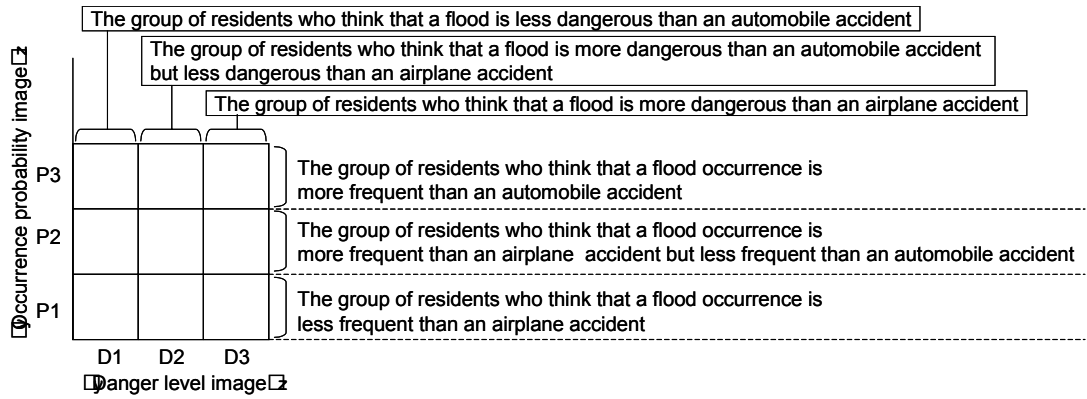 The group of residents who think that a flood is less dangerous than an automobile accident
The group of residents who think that a flood is more dangerous than an automobile accident
but less dangerous than an airplane accident
The group of residents who think that a flood is more dangerous than an airplane accident
Occurrence probability image
P3
The group of residents who think that a flood occurrence is
more frequent than an automobile accident
P2
The group of residents who think that a flood occurrence is
more frequent than an airplane accident but less frequent than an automobile accident
P1
The group of residents who think that a flood occurrence is
less frequent than an airplane accident
D1 D2 D3
Danger level image